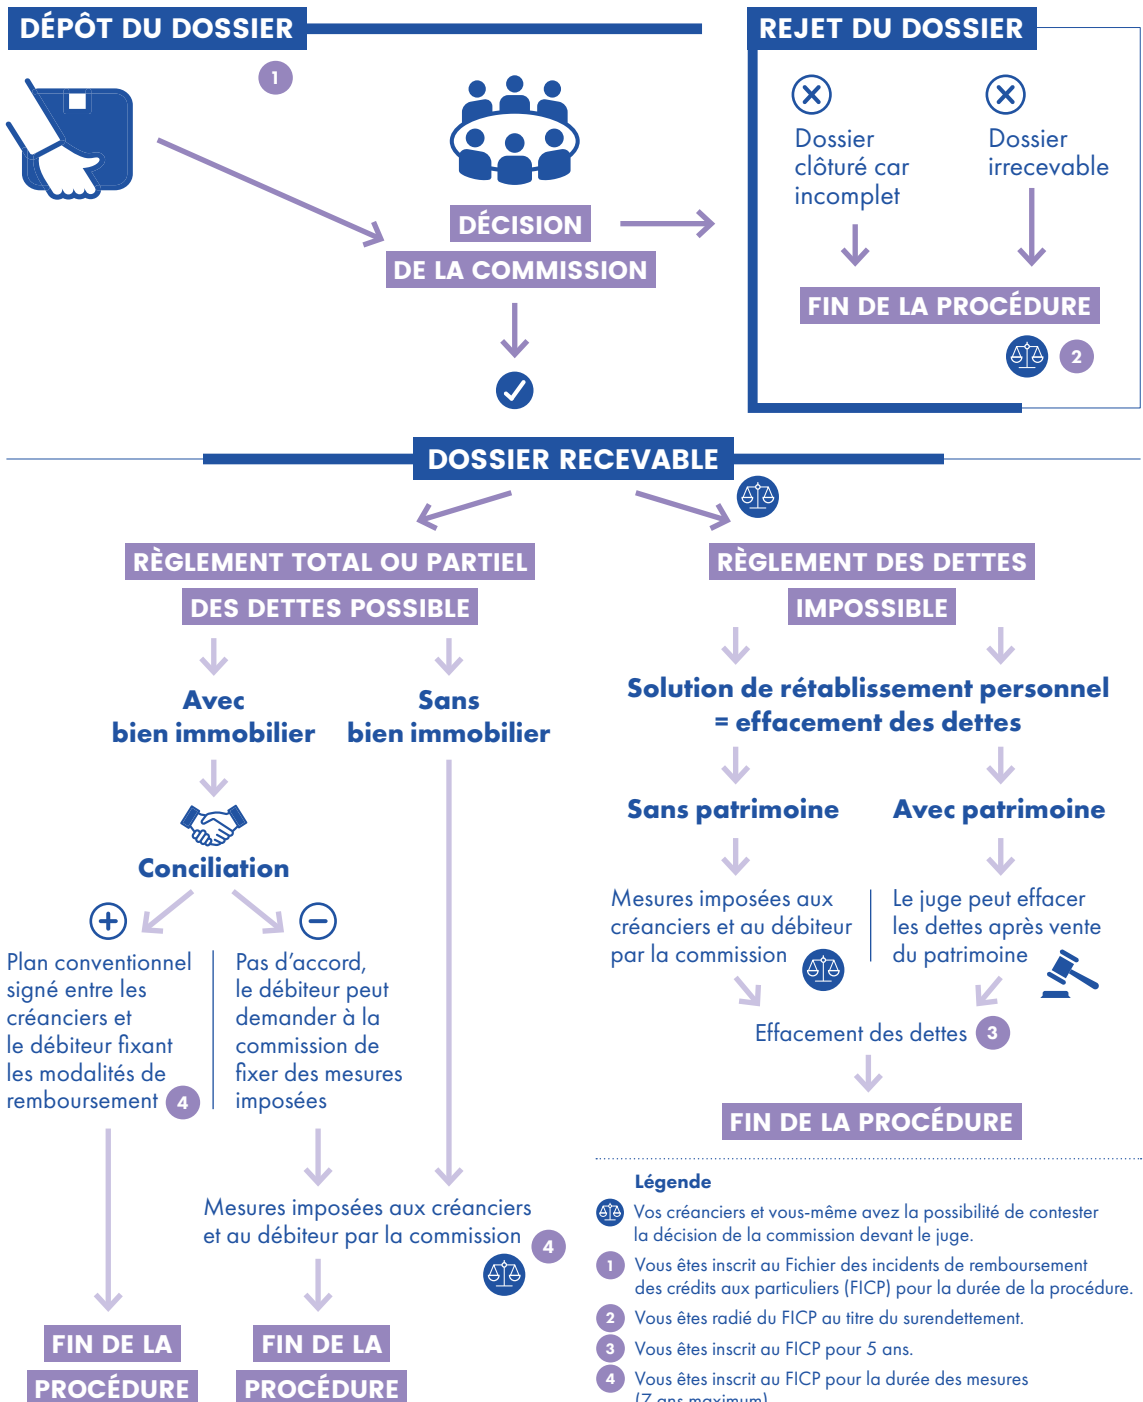 DÉPÔT DU DOSSIER
1
DÉCISION
DE LA COMMISSION
REJET DU DOSSIER
Dossier
clôturé car
incomplet
Dossier
irrecevable
FIN DE LA PROCÉDURE
2
DOSSIER RECEVABLE
RÈGLEMENT TOTAL OU PARTIEL
DES DETTES POSSIBLE
Avec
bien immobilier
Sans
bien immobilier
Conciliation
Plan conventionnel
signé entre les
créanciers et
le débiteur fixant
les modalités de
remboursement 4
Pas d’accord,
le débiteur peut
demander à la
commission de
fixer des mesures
imposées
Mesures imposées aux créanciers
et au débiteur par la commission 4
FIN DE LA
PROCÉDURE
FIN DE LA
PROCÉDURE
RÈGLEMENT DES DETTES
IMPOSSIBLE
Solution de rétablissement personnel
= effacement des dettes
Sans patrimoine
Avec patrimoine
Mesures imposées aux
créanciers et au débiteur
par la commission
Le juge peut effacer
les dettes après vente
du patrimoine
Effacement des dettes 3
FIN DE LA PROCÉDURE
Légende
Vos créanciers et vous-même avez la possibilité de contester
la décision de la commission devant le juge.
1 Vous êtes inscrit au Fichier des incidents de remboursement
des crédits aux particuliers (FICP) pour la durée de la procédure.
2 Vous êtes radié du FICP au titre du surendettement.
3 Vous êtes inscrit au FICP pour 5 ans.
4 Vous êtes inscrit au FICP pour la durée des mesures
(7 ans maximum)